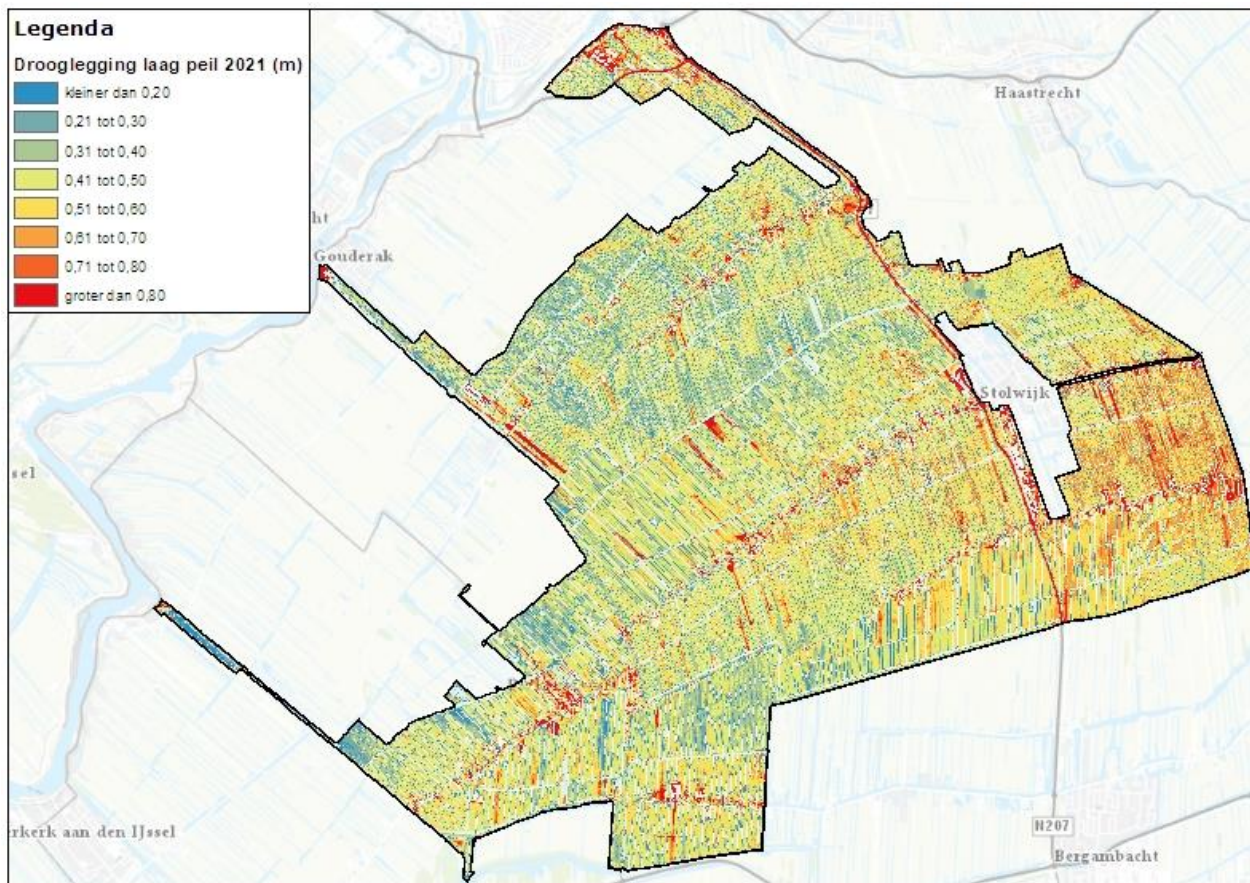 Legenda
Drooglegging laag peil 2021 (m)
kleiner dan 0,20
0,21 tot 0,30
0,31 tot 0,40
0,41 tot 0,50
0,51 tot 0,60
0,61 tot 0,70
0,71 tot 0,80
groter dan 0,80
Haastrecht
ht
Gouderak
Stolwijk
sel
erkerk aan den IJssel
N207
Bergambacht